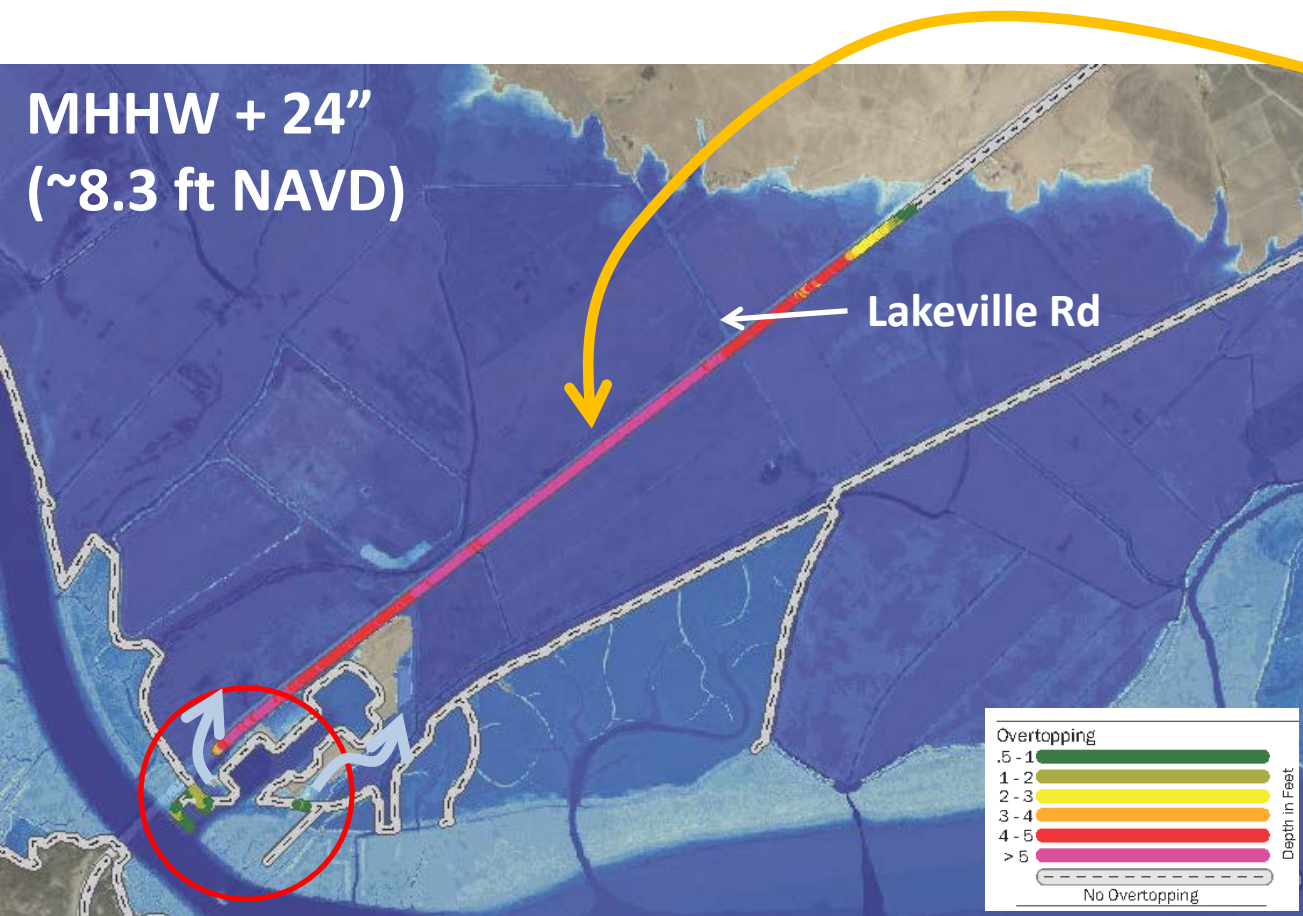 MHHW + 24”
(~8.3 ft NAVD)
Lakeville Rd
Overtopping
.5 - 1
1 - 2
2 - 3
3 - 4
4 - 5
> 5
Depth in Feet
No Overtopping